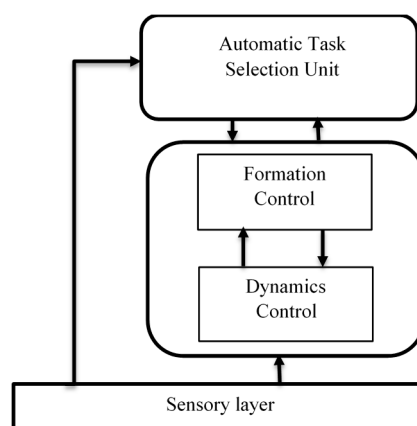 Automatic Task
Selection Unit
Formation
Control
Dynamics
Control
Sensory layer